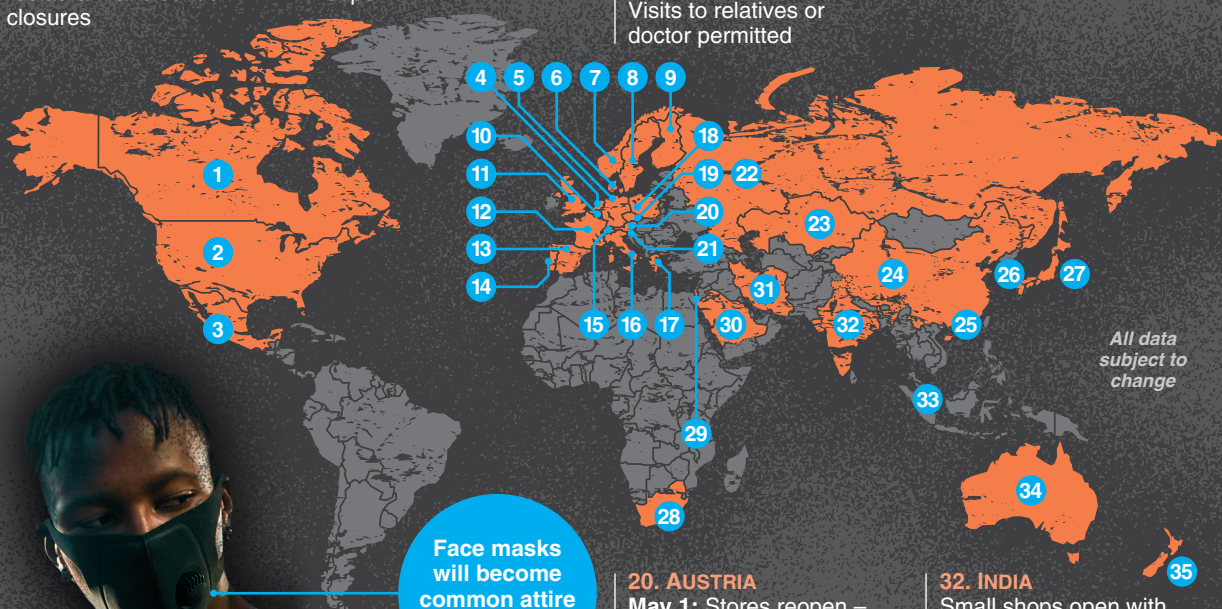 closures
Visits to relatives or
doctor permitted
4 5 6 7 8 9
10 18
11 19 22
1
12 20
23
13 21
2
24 26 27
14
31
3
15 16 17 30 32 25
All data
subject to
change
33
29
34
28
35
Face masks
will become
common attire
20. AUSTRIA
May 1: Stores reopen –
32. INDIA
Small shops open with